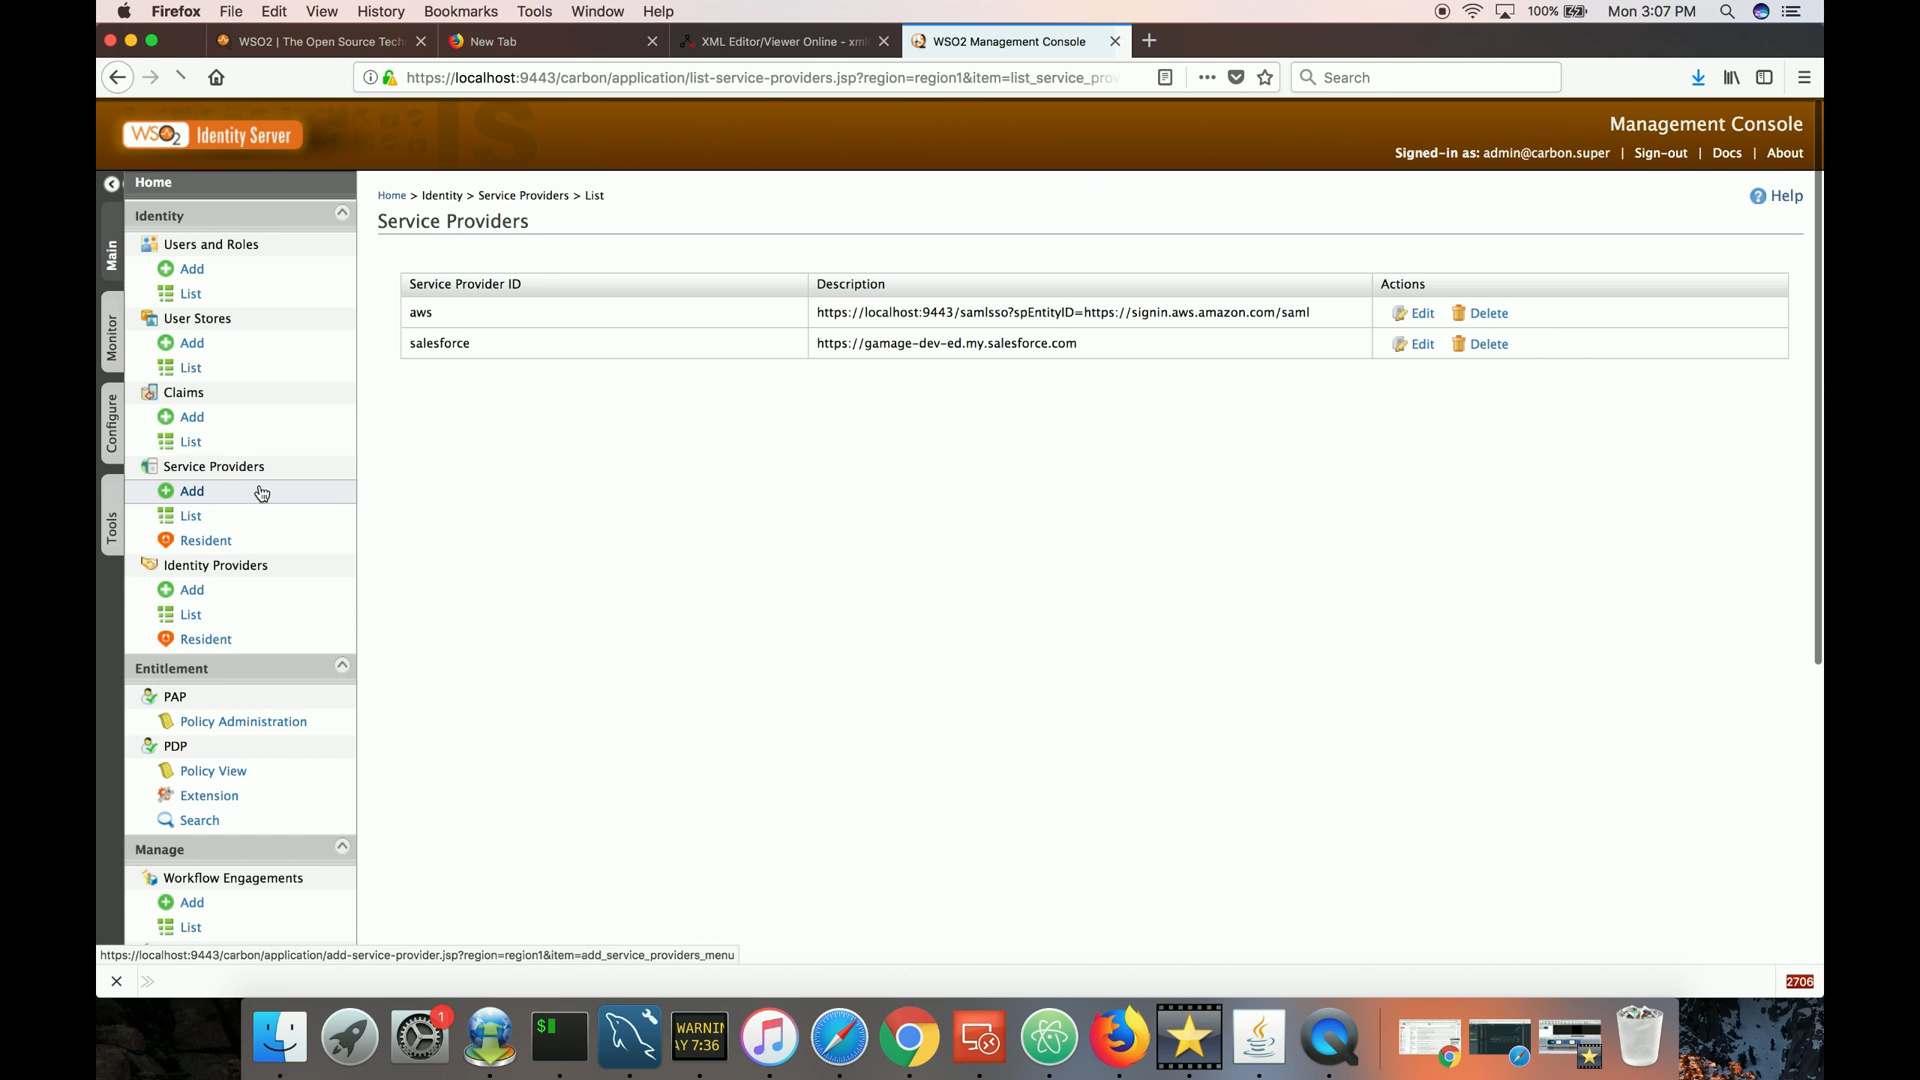 Firefox File Edit View History Bookmarks Tools Window Help 100% Mon 3:07 PM
WSO2 | The Open Source Tech
New Tab
XML Editor/Viewer Online - xml
WSO2 Management Console
https://localhost:9443/carbon/application/list-service-providers.jsp?region=region1&item=list_service_prov
Search
WSO2 Identity Server
Management Console
Signed-in as: admin@carbon.super | Sign-out | Docs | About
Main
Monitor
Configure
Tools
Home
Identity
Users and Roles
Add
List
User Stores
Add
List
Claims
Add
List
Service Providers
Add
List
Resident
Identity Providers
Add
List
Resident
Entitlement
PAP
Policy Administration
PDP
Policy View
Extension
Search
Manage
Workflow Engagements
Add
List
Home > Identity > Service Providers > List
Help
Service Providers
Service Provider ID Description Actions
aws https://localhost:9443/samlsso?spEntityID=https://signin.aws.amazon.com/saml Edit Delete
salesforce https://gamage-dev-ed.my.salesforce.com Edit Delete
https://localhost:9443/carbon/application/add-service-provider.jsp?region=region1&item=add_service_providers_menu
2706
1
$
WARNIN
AY 7:36